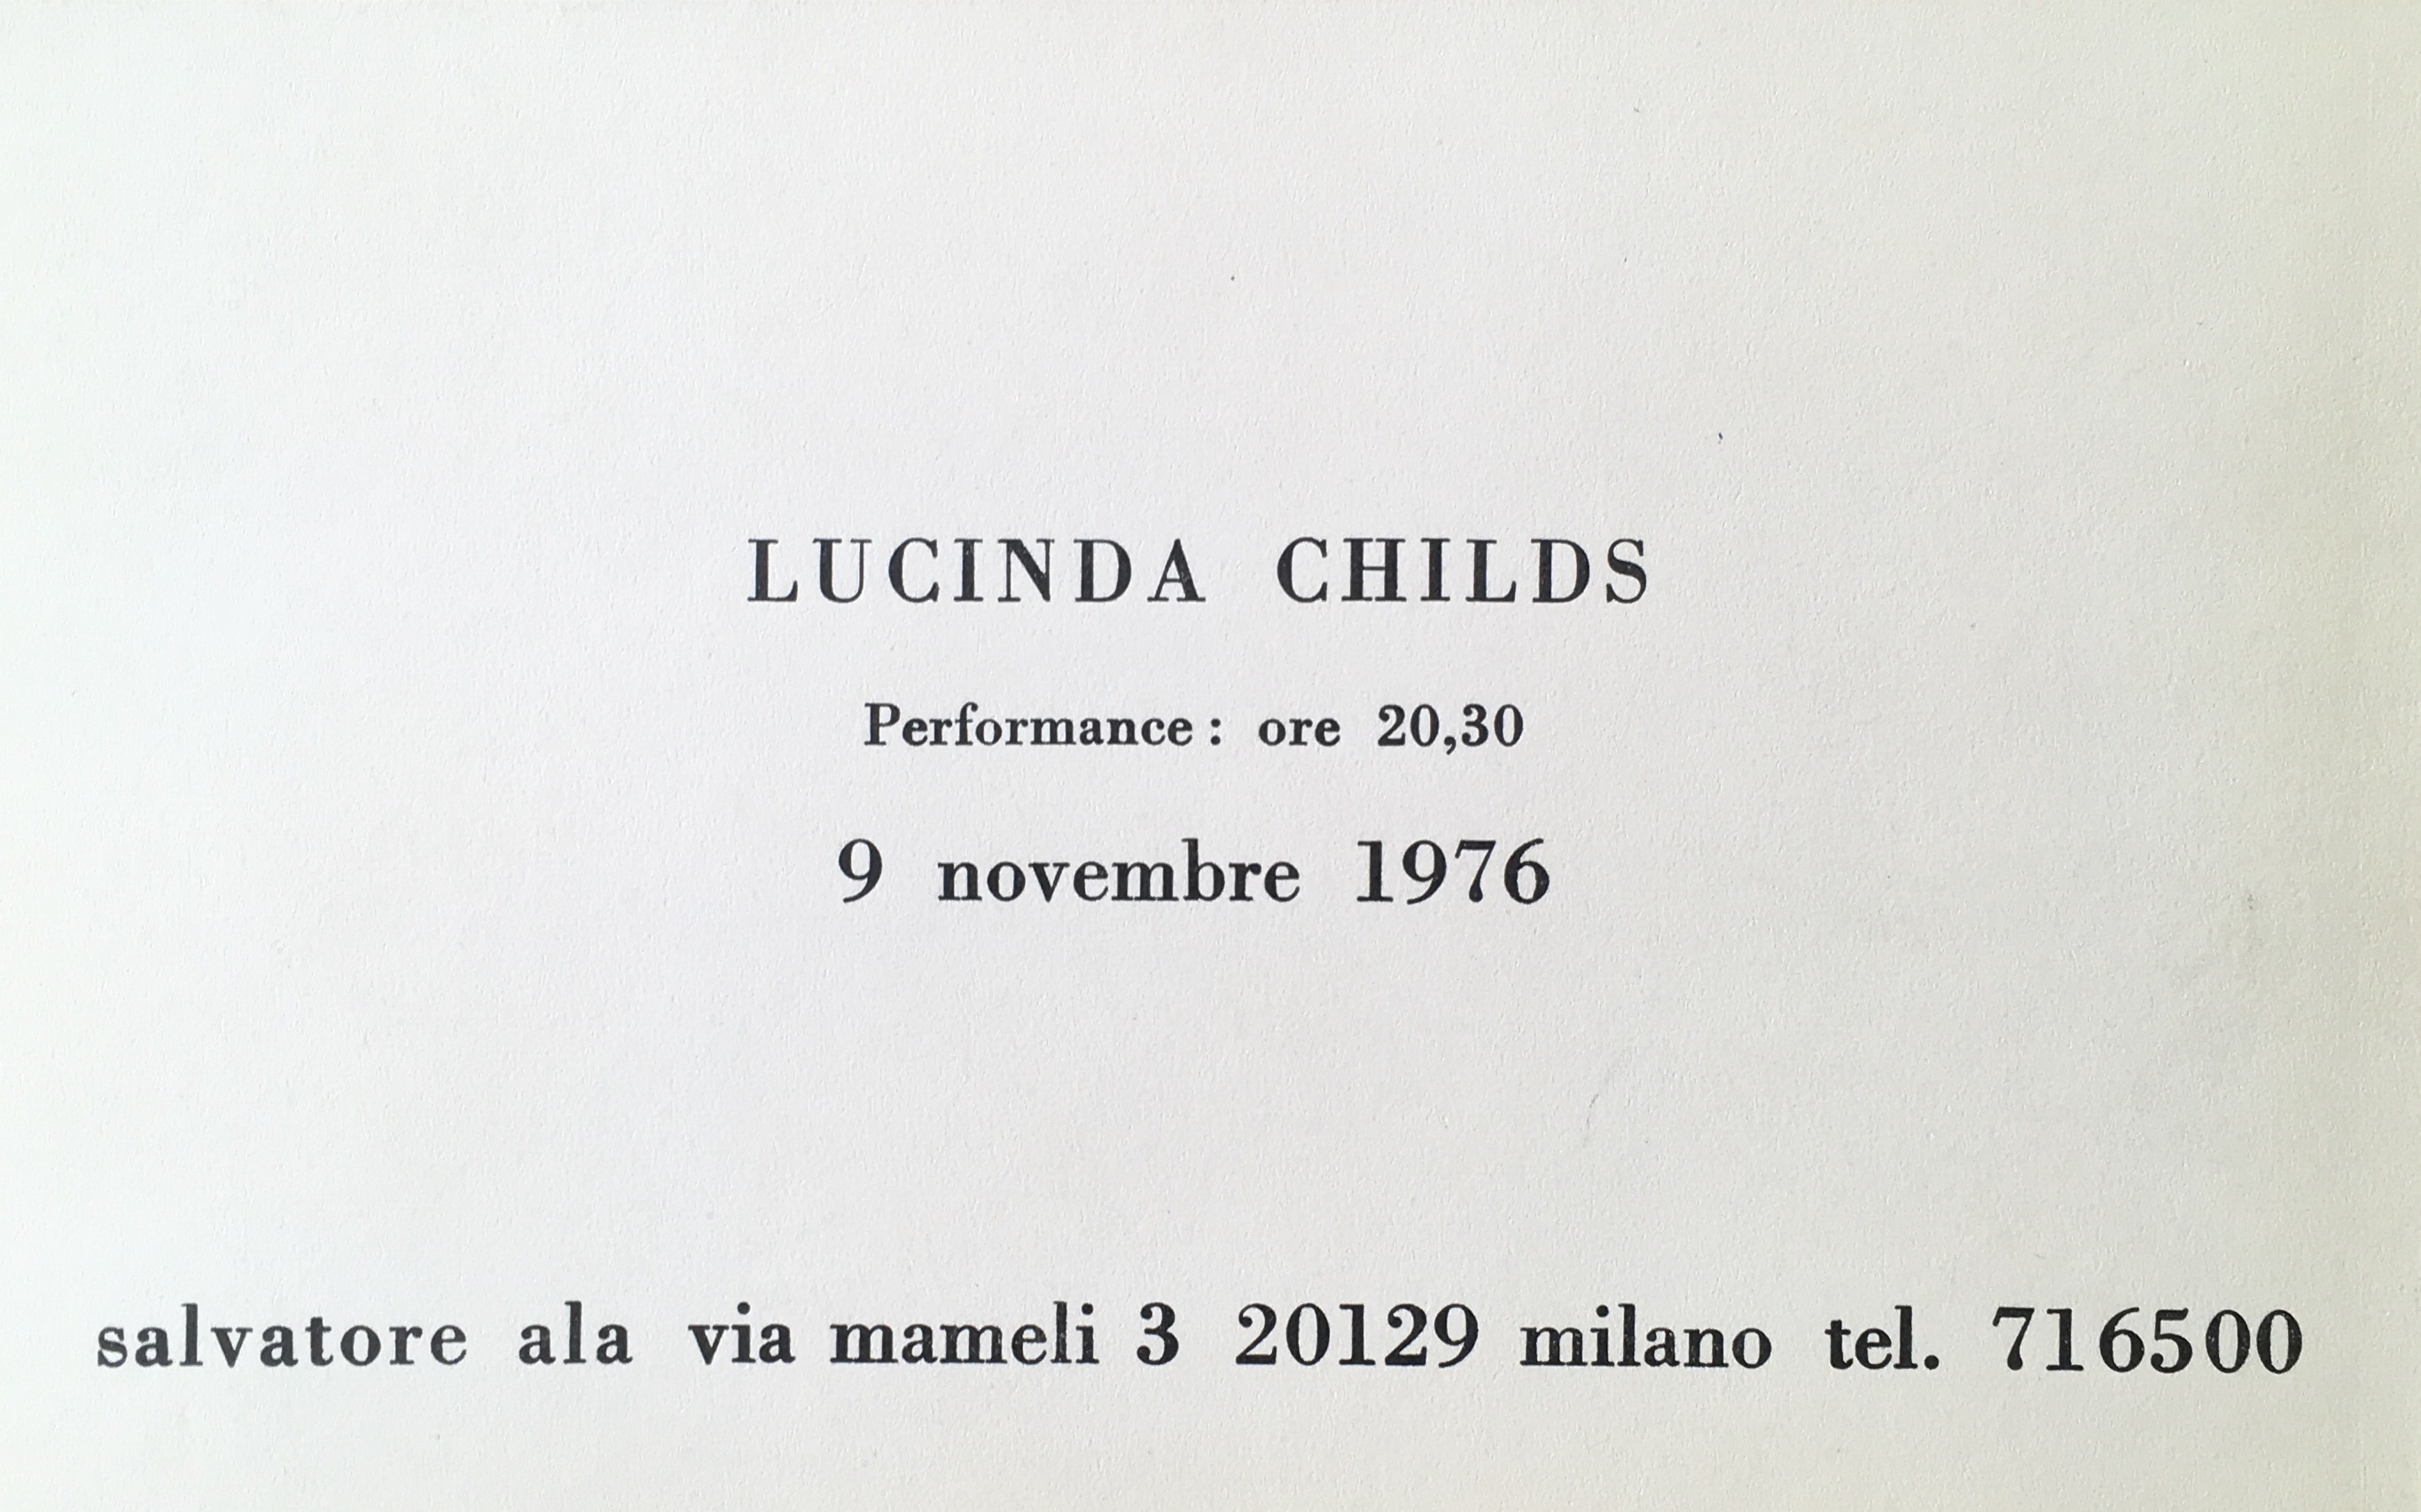 LUCINDA CHILDS
Performance: ore 20,30
9 novembre 1976
salvatore ala via mameli 3 20129 milano tel. 716500